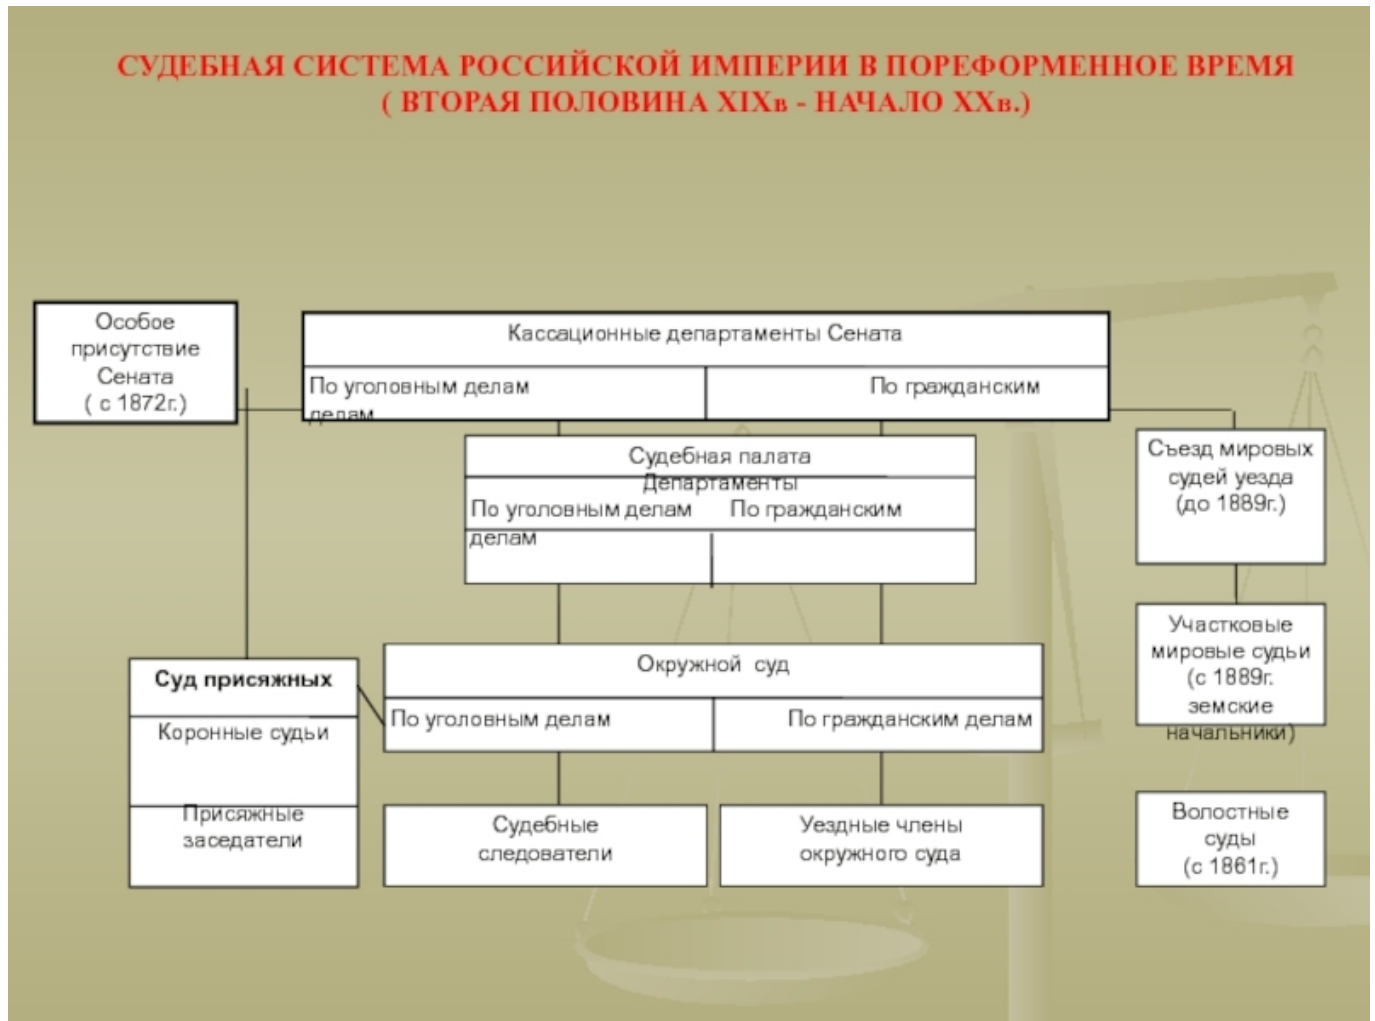 СУДЕБНАЯ СИСТЕМА РОССИЙСКОЙ ИМПЕРИИ В ПОРЕФОРМЕННОЕ ВРЕМЯ
( ВТОРАЯ ПОЛОВИНА XIXв - НАЧАЛО XXв.)
Особое
присутствие
Сената
( с 1872г.)
Кассационные департаменты Сената
По уголовным делам По гражданским
делам
Судебная палата
Департаменты
По уголовным делам По гражданским
делам
Съезд мировых
судей уезда
(до 1889г.)
Участковые
мировые судьи
(с 1889г.
земские
начальники)
Суд присяжных
Коронные судьи
Присяжные
заседатели
Окружной суд
По уголовным делам По гражданским делам
Судебные
следователи
Уездные члены
окружного суда
Волостные
суды
(с 1861г.)